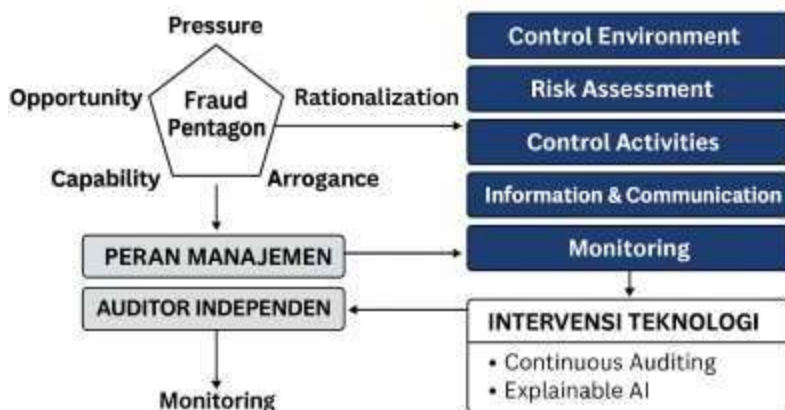 Pressure
Opportunity
Fraud
Pentagon
Rationalization
Capability
Arrogance
PERAN MANAJEMEN
AUDITOR INDEPENDEN
Monitoring
Control Environment
Risk Assessment
Control Activities
Information & Communication
Monitoring
INTERVENSI TEKNOLOGI
• Continuous Auditing
• Explainable AI